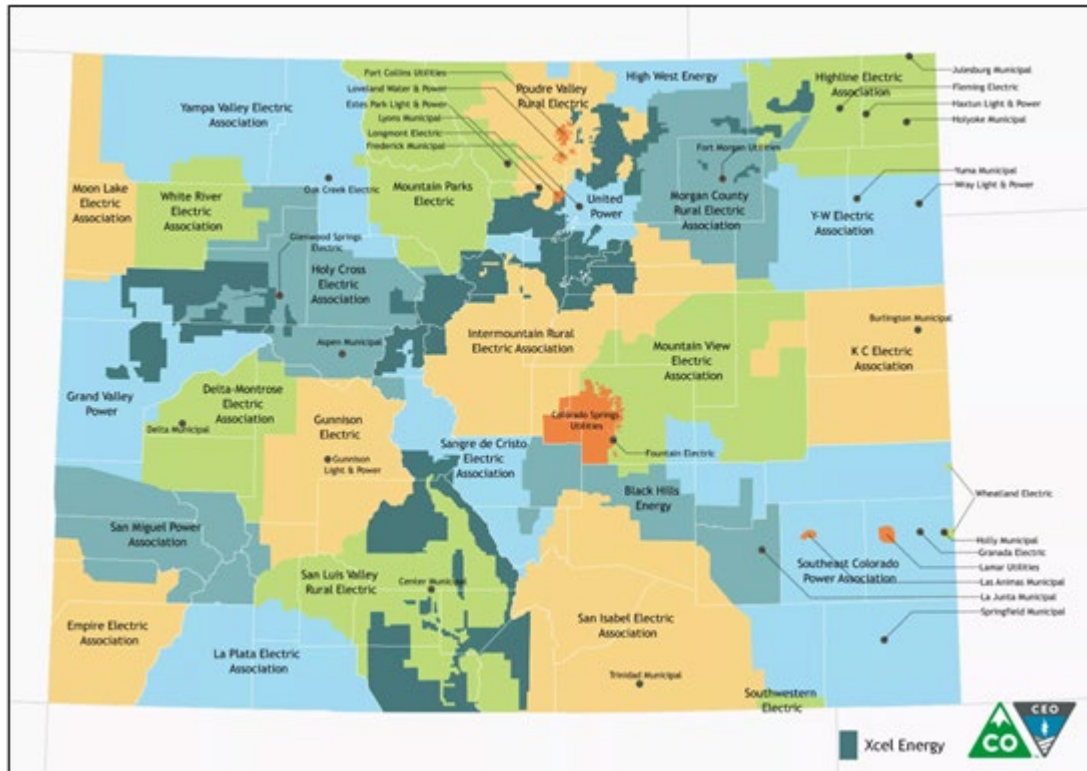 Fort Collins Utilities
Loveland Water & Power
Estes Park Light & Power
Lyons Municipal
Longmont Electric
Frederick Municipal
Poudre Valley
Rural Electric
High West Energy
Highline Electric
Association
Julesburg Municipal
Fleming Electric
Haxtun Light & Power
Holyoke Municipal
Yampa Valley Electric
Association
Fort Morgan Utilities
Yuma Municipal
Wray Light & Power
Moon Lake
Electric
Association
White River
Electric
Association
Oak Creek Electric
Mountain Parks
Electric
United
Power
Morgan County
Rural Electric
Association
Y-W Electric
Association
Glenwood Springs
Electric
Holy Cross
Electric
Association
Aspen Municipal
Intermountain Rural
Electric Association
Mountain View
Electric
Association
Burlington Municipal
K C Electric
Association
Grand Valley
Power
Delta-Montrose
Electric
Association
Delta Municipal
Gunnison
Electric
Gunnison
Light & Power
Sangre de Cristo
Electric
Association
Colorado Springs
Utilities
Fountain Electric
Black Hills
Energy
Wheatland Electric
San Miguel Power
Association
Southeast Colorado
Power Association
Holly Municipal
Granada Electric
Lamar Utilities
Las Animas Municipal
La Junta Municipal
Springfield Municipal
San Luis Valley
Rural Electric
Center Municipal
San Isabel Electric
Association
Empire Electric
Association
La Plata Electric
Association
Trinidad Municipal
Southwestern
Electric
Xcel Energy
CO
CEO